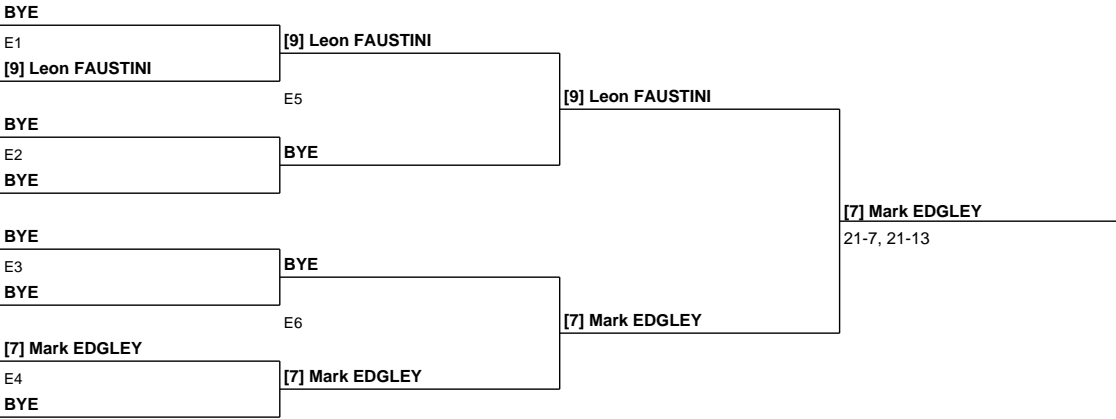 BYE
E1
[9] Leon FAUSTINI
[9] Leon FAUSTINI
E5
[9] Leon FAUSTINI
BYE
E2
BYE
BYE
[7] Mark EDGLEY
21-7, 21-13
BYE
E3
BYE
BYE
E6
[7] Mark EDGLEY
[7] Mark EDGLEY
E4
BYE
[7] Mark EDGLEY